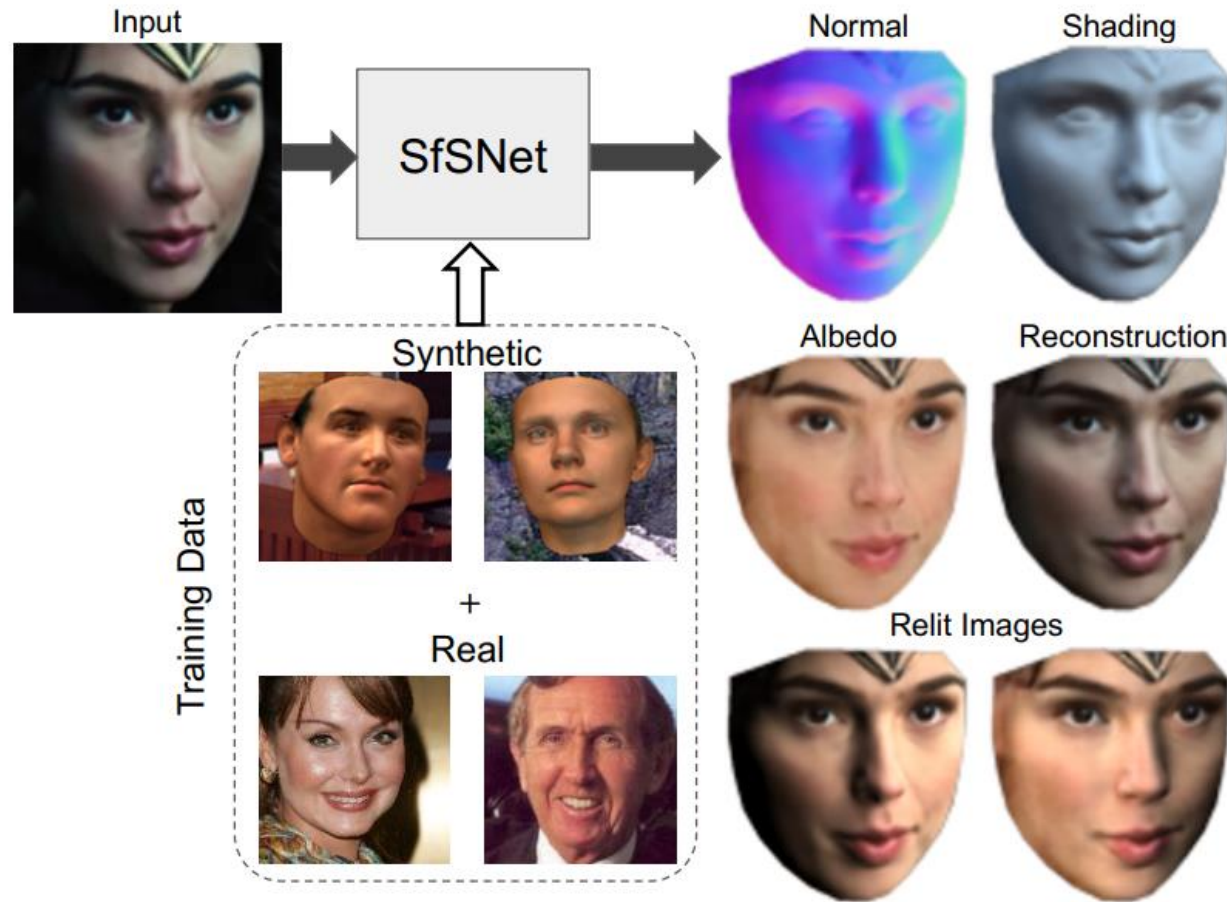 Input
SfSNet
Normal
Shading
Albedo
Reconstruction
Relit Images
Training Data
Synthetic
+
Real